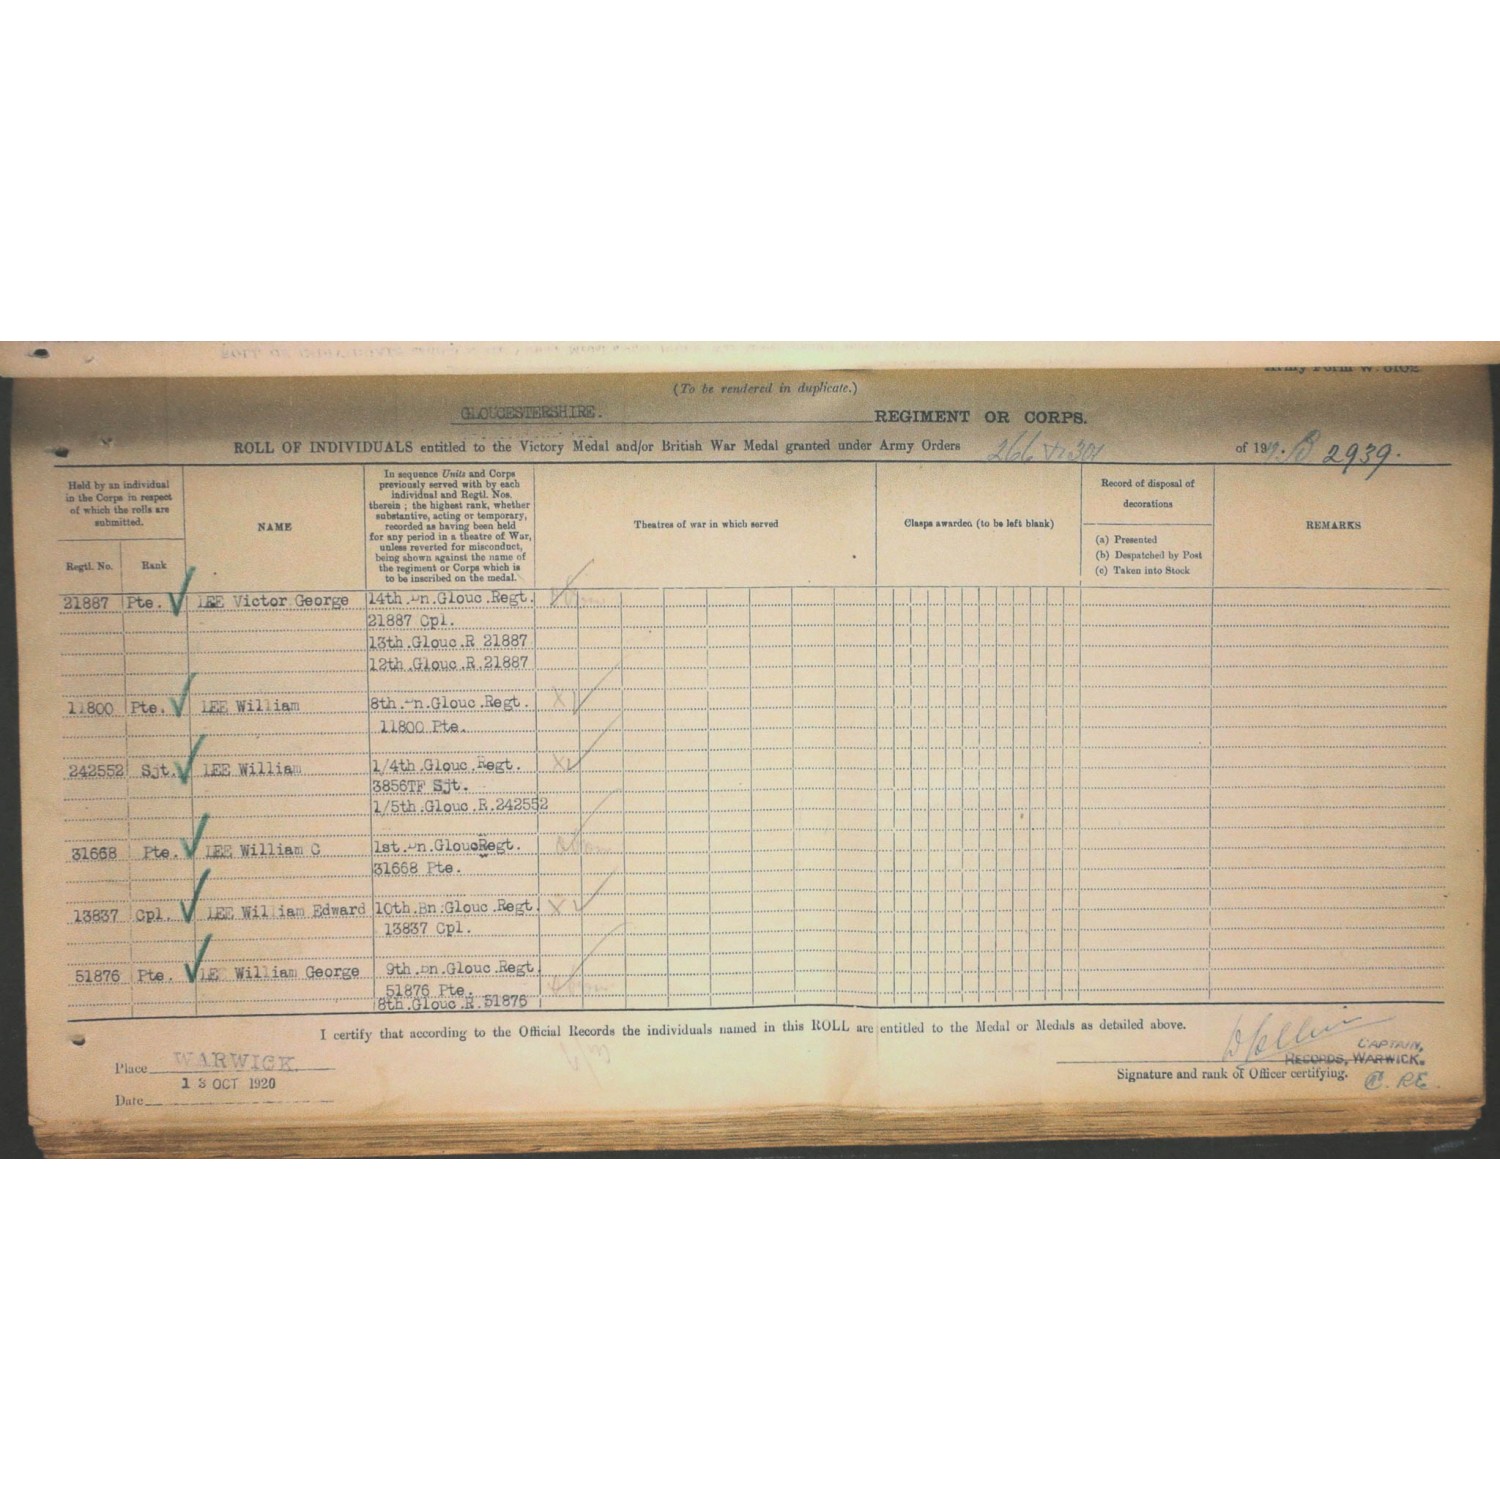 Army Form W. 5102
(To be rendered in duplicate.)
GLOUCESTERSHIRE. REGIMENT OR CORPS.
ROLL OF INDIVIDUALS entitled to the Victory Medal and/or British War Medal granted under Army Orders 266 & 301 of 19 B 2939.
Held by an individual
in the Corps in respect
of which the rolls are
submitted.
Regtl. No. Rank
NAME
In sequence Units and Corps
previously served with by each
individual and Regtl. Nos.
therein ; the highest rank, whether
substantive, acting or temporary,
recorded as having been held
for any period in a theatre of War,
unless reverted for misconduct,
being shown against the name of
the regiment or Corps which is
to be inscribed on the medal.
Theatres of war in which served
Clasps awarded (to be left blank)
Record of disposal of
decorations
(a) Presented
(b) Despatched by Post
(c) Taken into Stock
REMARKS
21887 Pte. LEE Victor George 14th.Bn.Glouc.Regt.
21887 Cpl.
13th.Glouc.R 21887
12th.Glouc.R.21887
11800 Pte. LEE William 8th.Bn.Glouc.Regt.
11800 Pte.
242552 Sjt. LEE William 1/4th.Glouc.Regt.
3856TF Sjt.
1/5th.Glouc.R.242552
31668 Pte. LEE William C 1st.Bn.GloucRegt.
31668 Pte.
13837 Cpl. LEE William Edward 10th.Bn.Glouc.Regt.
13837 Cpl.
51876 Pte. LEE William George 9th.Bn.Glouc.Regt
51876 Pte.
8th.Glouc.R.51876
I certify that according to the Official Records the individuals named in this ROLL are entitled to the Medal or Medals as detailed above.
Place WARWICK.
13 OCT 1920
Date
CAPTAIN,
RECORDS, WARWICK.
Signature and rank of Officer certifying.